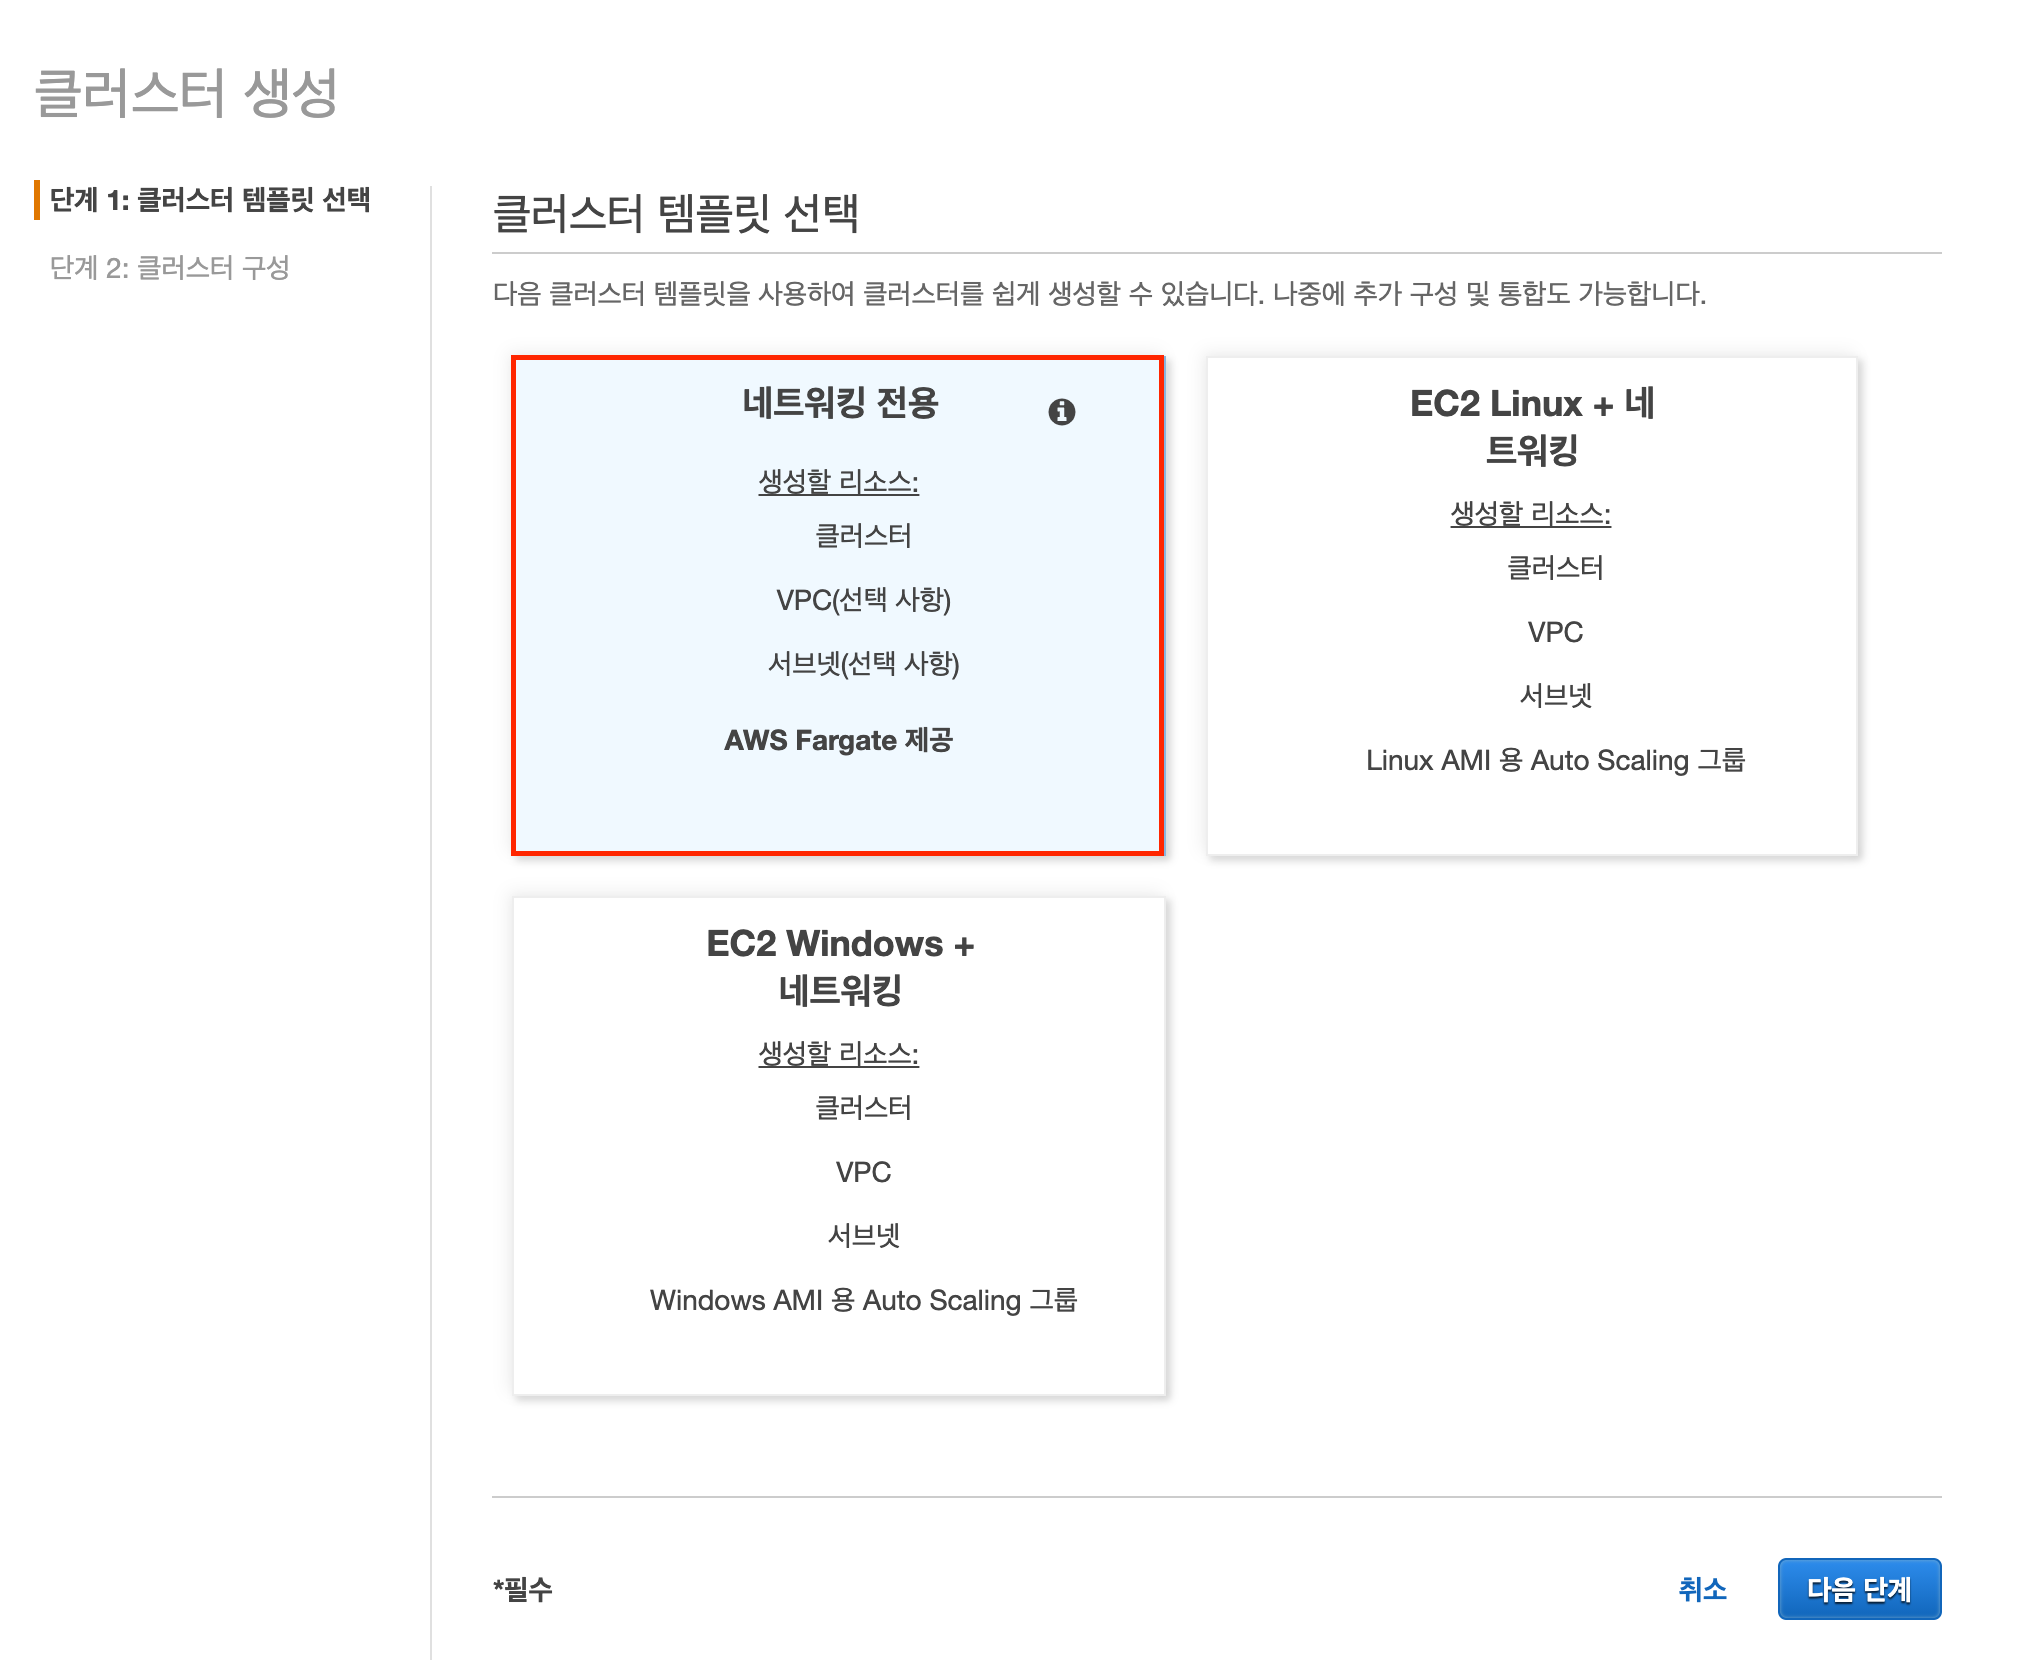 클러스터 생성
단계 1: 클러스터 템플릿 선택
단계 2: 클러스터 구성
클러스터 템플릿 선택
다음 클러스터 템플릿을 사용하여 클러스터를 쉽게 생성할 수 있습니다. 나중에 추가 구성 및 통합도 가능합니다.
네트워킹 전용
생성할 리소스:
클러스터
VPC(선택 사항)
서브넷(선택 사항)
AWS Fargate 제공
EC2 Linux + 네
트워킹
생성할 리소스:
클러스터
VPC
서브넷
Linux AMI 용 Auto Scaling 그룹
EC2 Windows +
네트워킹
생성할 리소스:
클러스터
VPC
서브넷
Windows AMI 용 Auto Scaling 그룹
*필수
취소
다음 단계